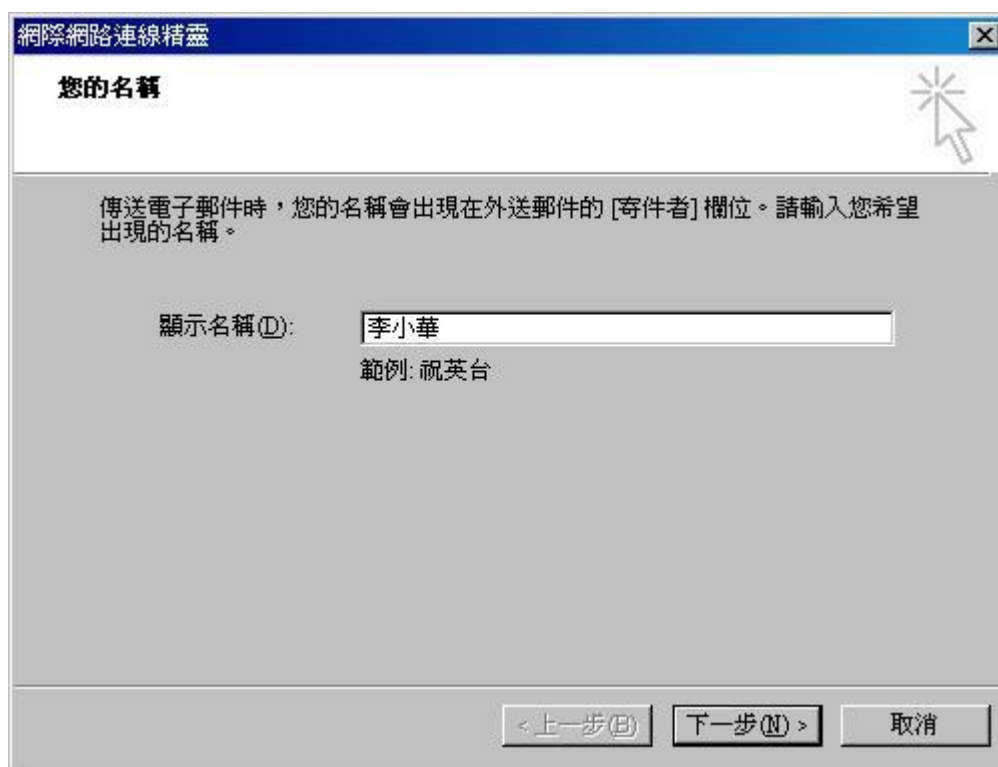 網際網路連線精靈
您的名稱
傳送電子郵件時，您的名稱會出現在外送郵件的 [寄件者] 欄位。請輸入您希望
出現的名稱。
顯示名稱(D):
李小華
範例: 祝英台
< 上一步(B)
下一步(N) >
取消